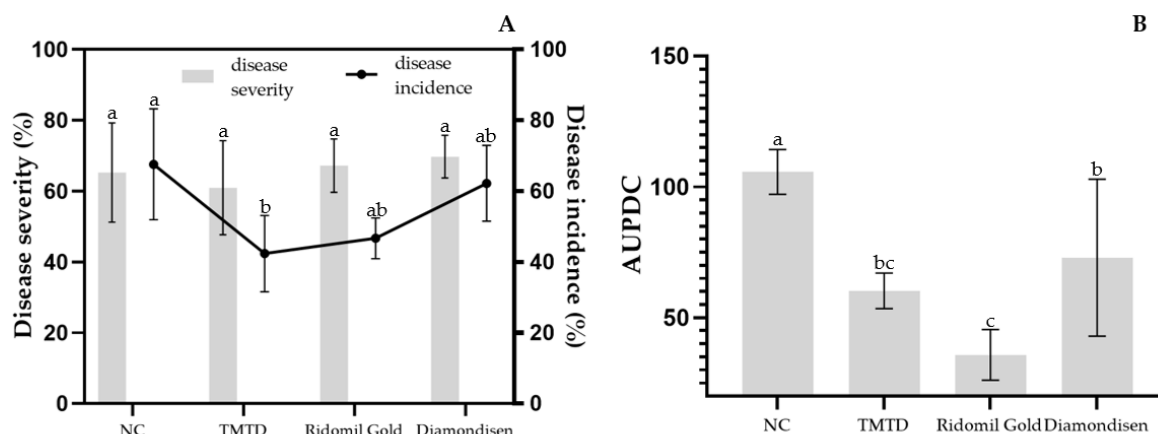 A
100
80
60
40
20
0
Disease severity (%)
disease
severity
disease
incidence
a
a
a
b
a
ab
a
ab
100
80
60
40
20
0
Disease incidence (%)
NC
TMTD
Ridomil Gold
Diamondisen
B
150
100
50
AUPDC
a
bc
c
b
NC
TMTD
Ridomil Gold
Diamondisen